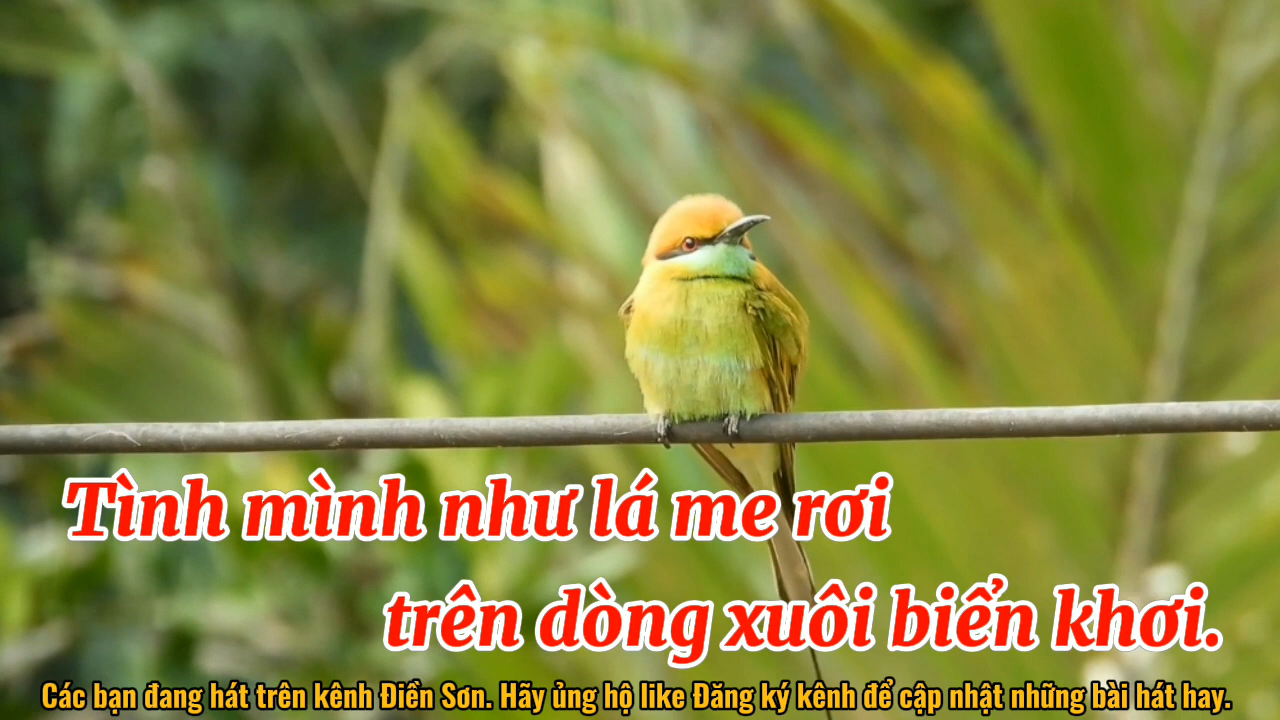 Tình mình như lá me rơi
trên dòng xuôi biển khơi.
Các bạn đang hát trên kênh Điền Sơn. Hãy ủng hộ like Đăng ký kênh để cập nhật những bài hát hay.